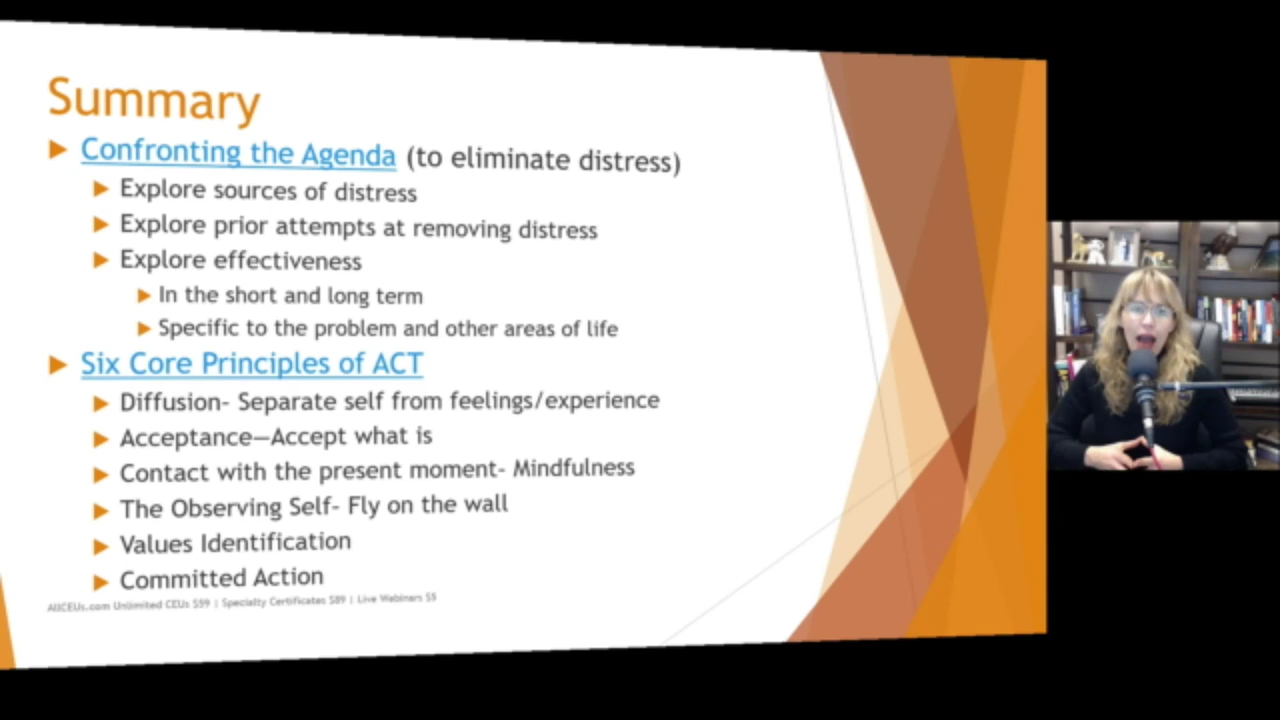 Summary
Confronting the Agenda (to eliminate distress)
Explore sources of distress
Explore prior attempts at removing distress
Explore effectiveness
In the short and long term
Specific to the problem and other areas of life
Six Core Principles of ACT
Diffusion- Separate self from feelings/experience
Acceptance—Accept what is
Contact with the present moment- Mindfulness
The Observing Self- Fly on the wall
Values Identification
Committed Action
AllCEUs.com Unlimited CEUs $59 | Specialty Certificates $89 | Live Webinars $5